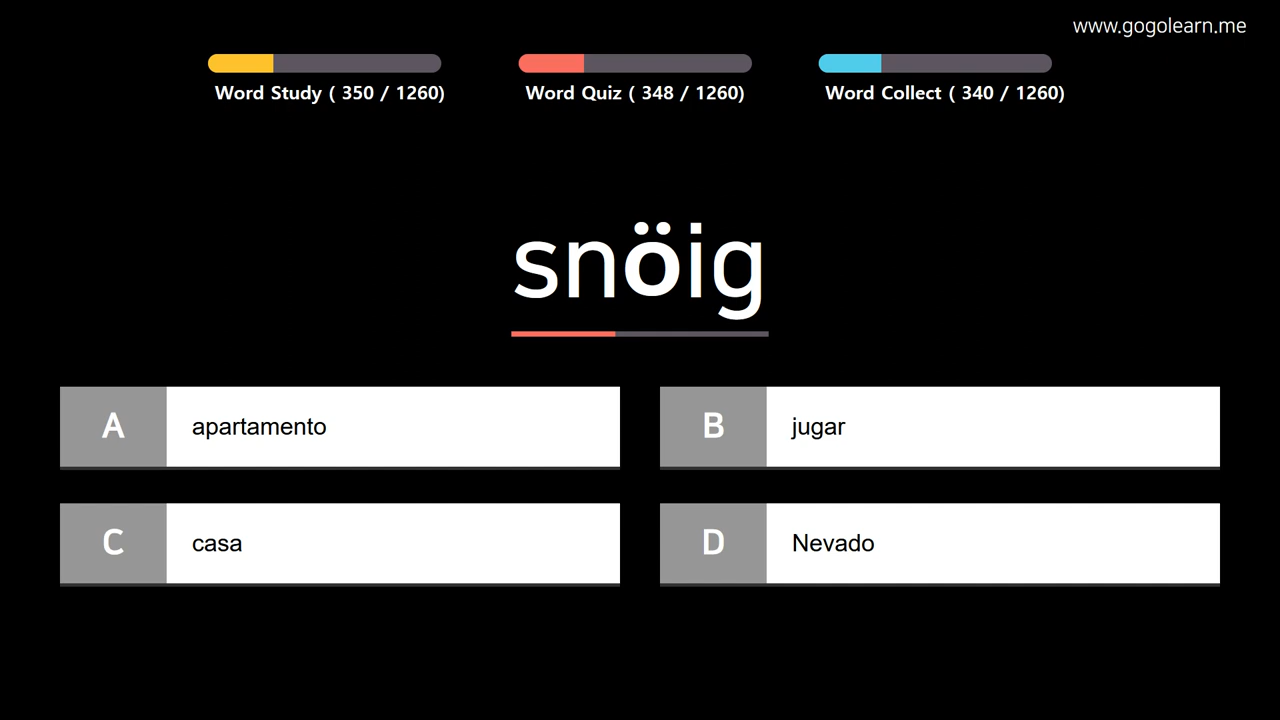 www.gogolearn.me
Word Study ( 350 / 1260)
Word Quiz ( 348 / 1260)
Word Collect ( 340 / 1260)
snöig
A apartamento
B jugar
C casa
D Nevado